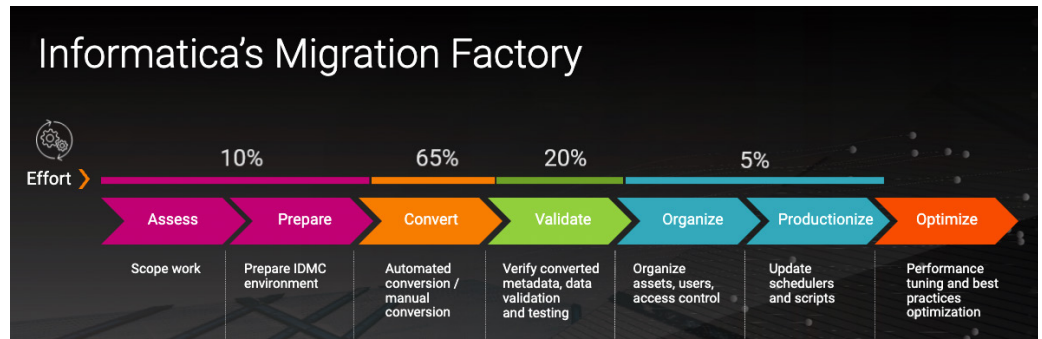 Informatica's Migration Factory
10%
65%
20%
5%
Effort
Assess
Prepare
Convert
Validate
Organize
Productionize
Optimize
Scope work
Prepare IDMC
environment
Automated
conversion /
manual
conversion
Verify converted
metadata, data
validation
and testing
Organize
assets, users,
access control
Update
schedulers
and scripts
Performance
tuning and best
practices
optimization